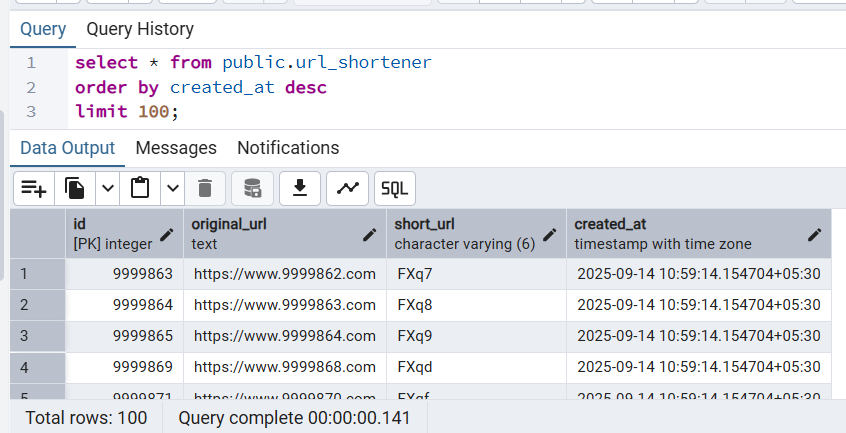 Query Query History
1 select * from public.url_shortener
2 order by created_at desc
3 limit 100;
Data Output Messages Notifications
SQL
id original_url short_url created_at
[PK] integer text character varying (6) timestamp with time zone
1 9999863 https://www.9999862.com FXq7 2025-09-14 10:59:14.154704+05:30
2 9999864 https://www.9999863.com FXq8 2025-09-14 10:59:14.154704+05:30
3 9999865 https://www.9999864.com FXq9 2025-09-14 10:59:14.154704+05:30
4 9999869 https://www.9999868.com FXqd 2025-09-14 10:59:14.154704+05:30
5 9999871 https://www.9999870.com FXqf 2025-09-14 10:59:14.154704+05:30
Total rows: 100 Query complete 00:00:00.141